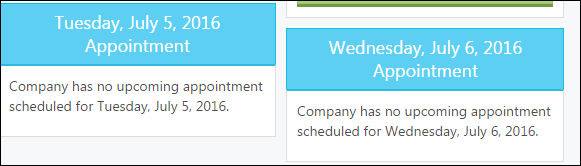 Tuesday, July 5, 2016
Appointment
Company has no upcoming appointment
scheduled for Tuesday, July 5, 2016.
Wednesday, July 6, 2016
Appointment
Company has no upcoming appointment
scheduled for Wednesday, July 6, 2016.